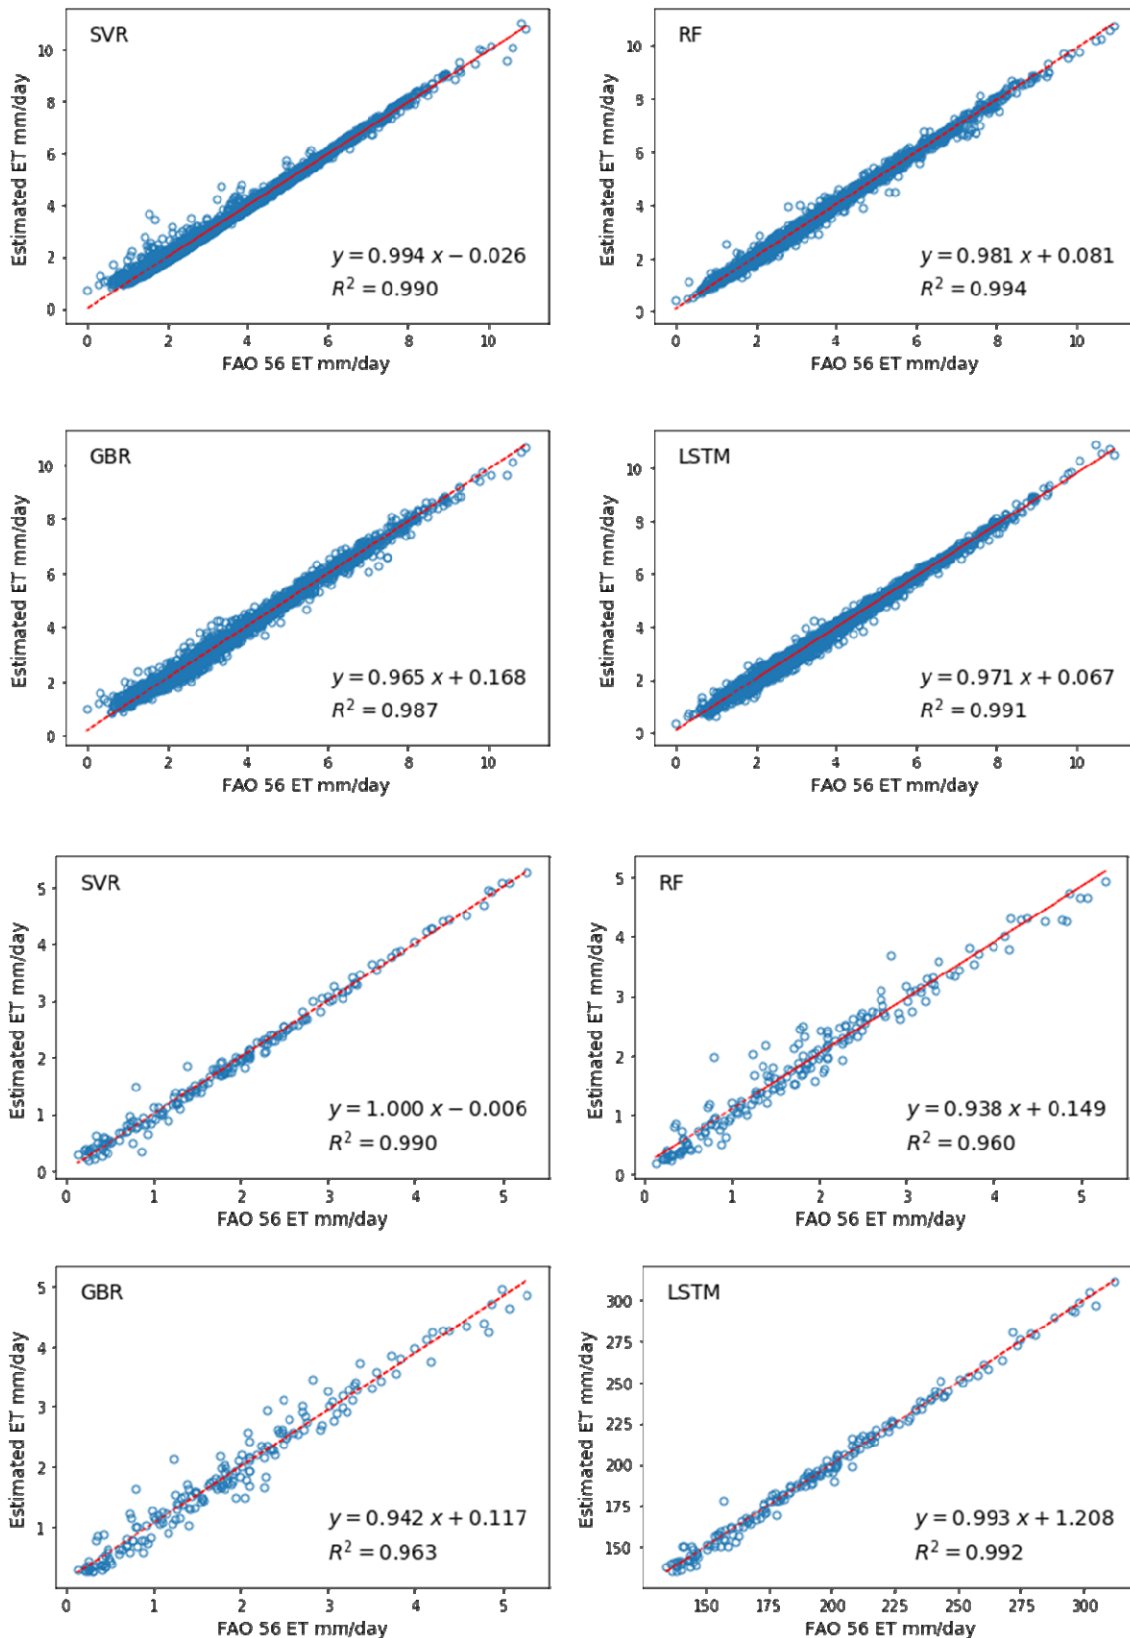 SVR
Estimated ET mm/day
10
8
6
4
2
0
y = 0.994 x − 0.026
R² = 0.990
0 2 4 6 8 10
FAO 56 ET mm/day
RF
Estimated ET mm/day
10
8
6
4
2
0
y = 0.981 x + 0.081
R² = 0.994
0 2 4 6 8 10
FAO 56 ET mm/day
GBR
Estimated ET mm/day
10
8
6
4
2
0
y = 0.965 x + 0.168
R² = 0.987
0 2 4 6 8 10
FAO 56 ET mm/day
LSTM
Estimated ET mm/day
10
8
6
4
2
0
y = 0.971 x + 0.067
R² = 0.991
0 2 4 6 8 10
FAO 56 ET mm/day
SVR
Estimated ET mm/day
5
4
3
2
1
0
y = 1.000 x − 0.006
R² = 0.990
0 1 2 3 4 5
FAO 56 ET mm/day
RF
Estimated ET mm/day
5
4
3
2
1
0
y = 0.938 x + 0.149
R² = 0.960
0 1 2 3 4 5
FAO 56 ET mm/day
GBR
Estimated ET mm/day
5
4
3
2
1
y = 0.942 x + 0.117
R² = 0.963
0 1 2 3 4 5
FAO 56 ET mm/day
LSTM
Estimated ET mm/day
300
275
250
225
200
175
150
y = 0.993 x + 1.208
R² = 0.992
150 175 200 225 250 275 300
FAO 56 ET mm/day